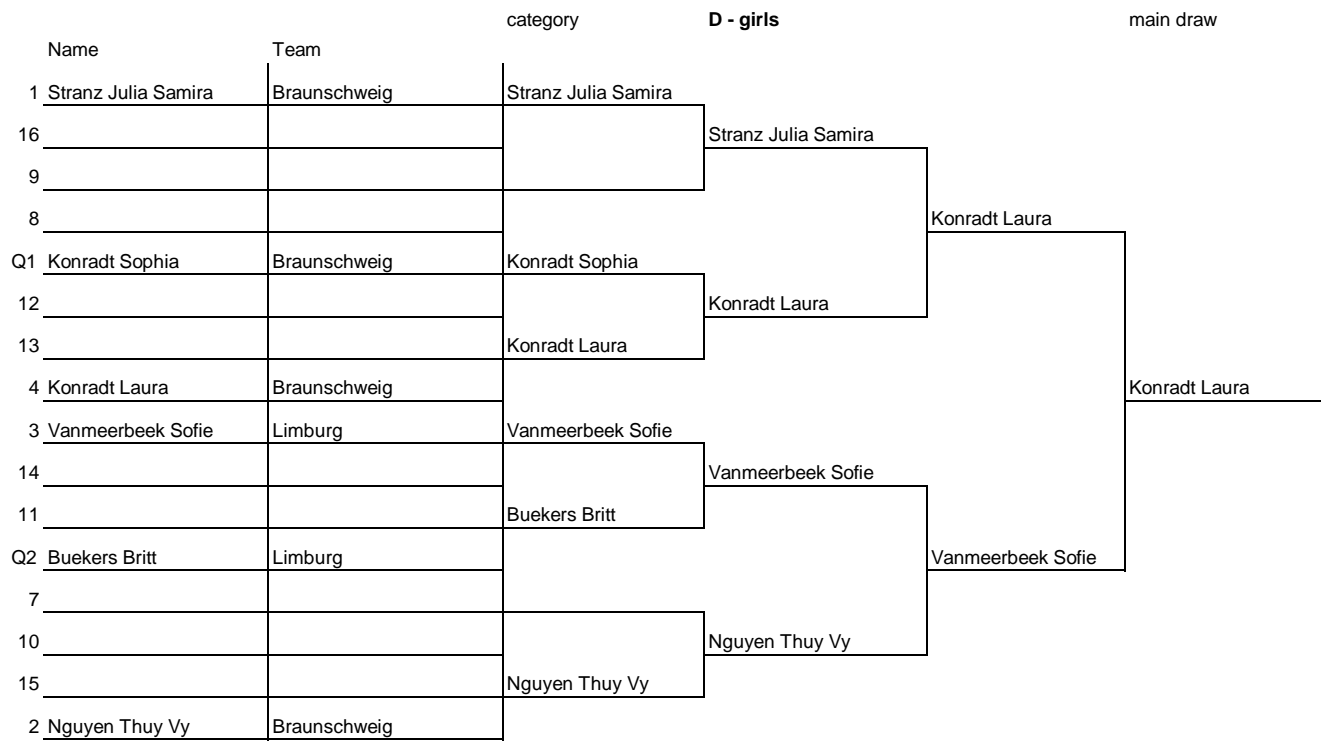 category D - girls main draw
Name Team
1 Stranz Julia Samira Braunschweig Stranz Julia Samira
16 Stranz Julia Samira
9
8 Konradt Laura
Q1 Konradt Sophia Braunschweig Konradt Sophia
12 Konradt Laura
13 Konradt Laura
4 Konradt Laura Braunschweig Konradt Laura
3 Vanmeerbeek Sofie Limburg Vanmeerbeek Sofie
14 Vanmeerbeek Sofie
11 Buekers Britt
Q2 Buekers Britt Limburg Vanmeerbeek Sofie
7
10 Nguyen Thuy Vy
15 Nguyen Thuy Vy
2 Nguyen Thuy Vy Braunschweig